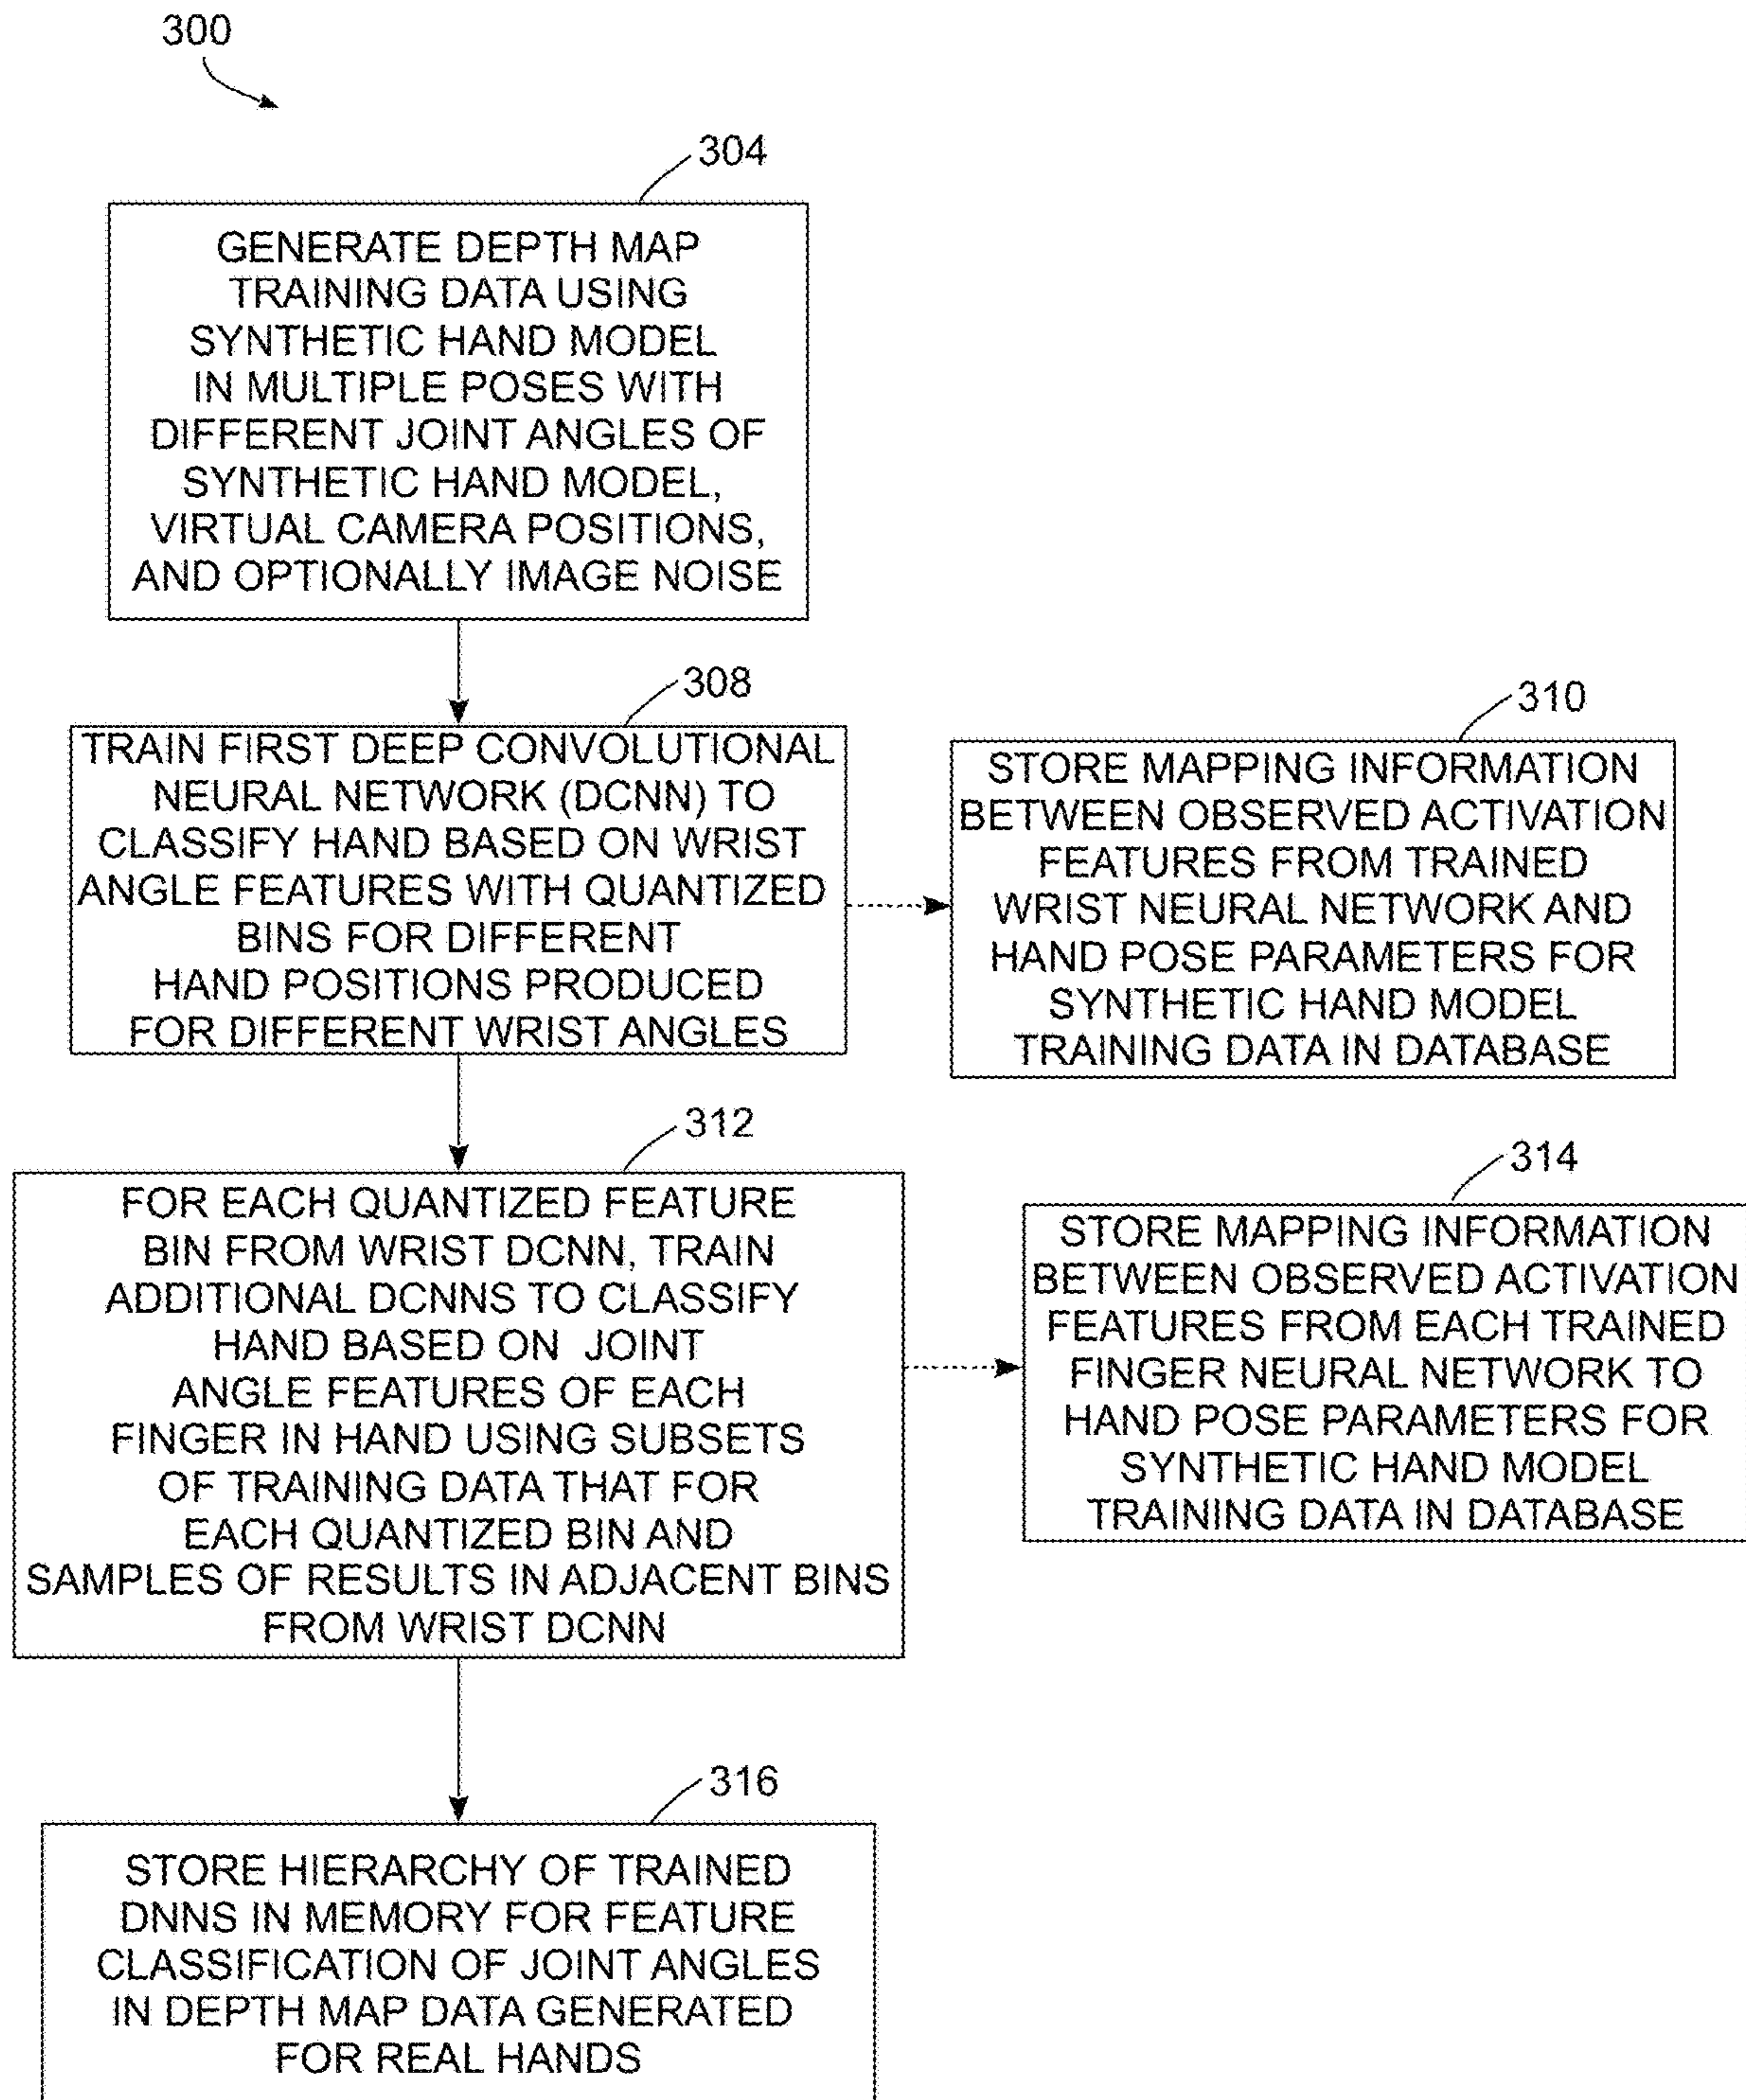 300
304
GENERATE DEPTH MAP
TRAINING DATA USING
SYNTHETIC HAND MODEL
IN MULTIPLE POSES WITH
DIFFERENT JOINT ANGLES OF
SYNTHETIC HAND MODEL,
VIRTUAL CAMERA POSITIONS,
AND OPTIONALLY IMAGE NOISE
308
TRAIN FIRST DEEP CONVOLUTIONAL
NEURAL NETWORK (DCNN) TO
CLASSIFY HAND BASED ON WRIST
ANGLE FEATURES WITH QUANTIZED
BINS FOR DIFFERENT
HAND POSITIONS PRODUCED
FOR DIFFERENT WRIST ANGLES
310
STORE MAPPING INFORMATION
BETWEEN OBSERVED ACTIVATION
FEATURES FROM TRAINED
WRIST NEURAL NETWORK AND
HAND POSE PARAMETERS FOR
SYNTHETIC HAND MODEL
TRAINING DATA IN DATABASE
312
FOR EACH QUANTIZED FEATURE
BIN FROM WRIST DCNN, TRAIN
ADDITIONAL DCNNS TO CLASSIFY
HAND BASED ON JOINT
ANGLE FEATURES OF EACH
FINGER IN HAND USING SUBSETS
OF TRAINING DATA THAT FOR
EACH QUANTIZED BIN AND
SAMPLES OF RESULTS IN ADJACENT BINS
FROM WRIST DCNN
314
STORE MAPPING INFORMATION
BETWEEN OBSERVED ACTIVATION
FEATURES FROM EACH TRAINED
FINGER NEURAL NETWORK TO
HAND POSE PARAMETERS FOR
SYNTHETIC HAND MODEL
TRAINING DATA IN DATABASE
316
STORE HIERARCHY OF TRAINED
DNNS IN MEMORY FOR FEATURE
CLASSIFICATION OF JOINT ANGLES
IN DEPTH MAP DATA GENERATED
FOR REAL HANDS